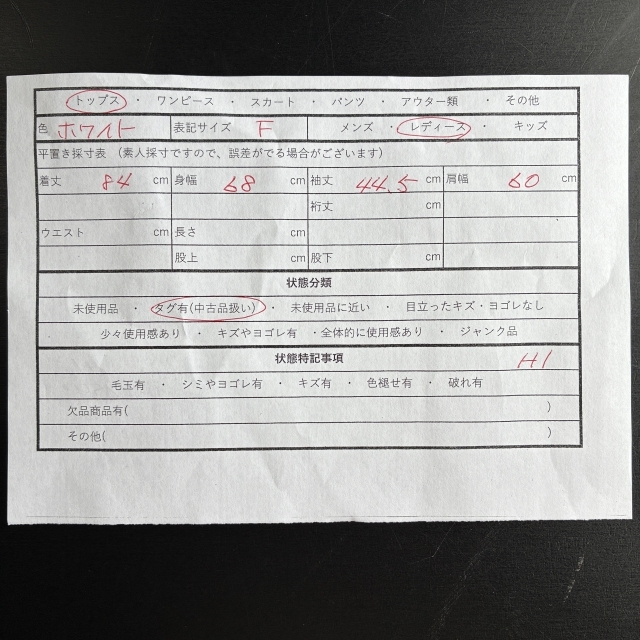 トップス ・ ワンピース ・ スカート ・ パンツ ・ アウター類 ・ その他
色 ホワイト 表記サイズ F メンズ ・ レディース ・ キッズ
平置き採寸表 （素人採寸ですので、誤差がでる場合がございます）
着丈 84 cm 身幅 68 cm 袖丈 44.5 cm 肩幅 60 cm
裄丈 cm
ウエスト cm 長さ cm
股上 cm 股下 cm
状態分類
未使用品 ・ タグ有(中古品扱い) ・ 未使用品に近い ・ 目立ったキズ・ヨゴレなし
少々使用感あり ・ キズやヨゴレ有 ・全体的に使用感あり ・ ジャンク品
状態特記事項 H1
毛玉有 ・ シミやヨゴレ有 ・ キズ有 ・ 色褪せ有 ・ 破れ有
欠品商品有( )
その他( )